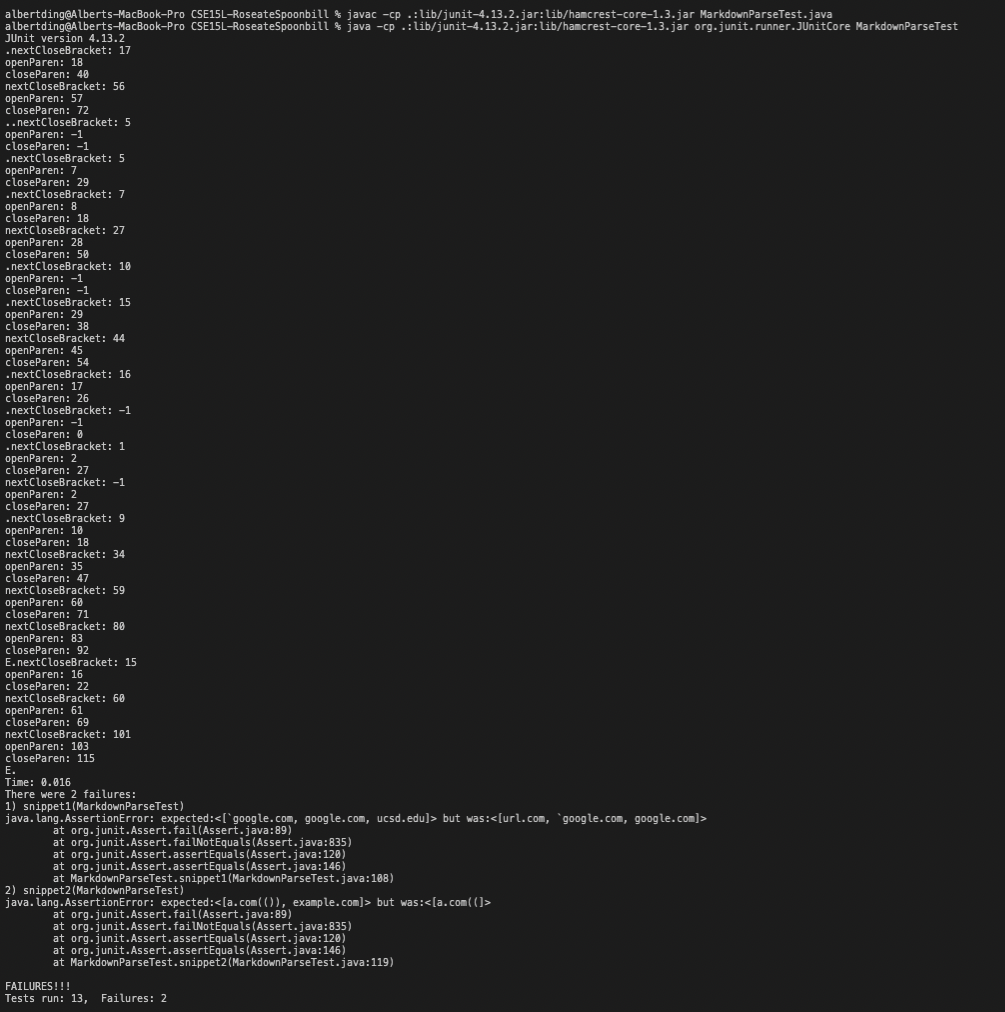 albertding@Alberts-MacBook-Pro CSE15L-RoseateSpoonbill % javac -cp .:lib/junit-4.13.2.jar:lib/hamcrest-core-1.3.jar MarkdownParseTest.java
albertding@Alberts-MacBook-Pro CSE15L-RoseateSpoonbill % java -cp .:lib/junit-4.13.2.jar:lib/hamcrest-core-1.3.jar org.junit.runner.JUnitCore MarkdownParseTest
JUnit version 4.13.2
.nextCloseBracket: 17
openParen: 18
closeParen: 40
nextCloseBracket: 56
openParen: 57
closeParen: 72
..nextCloseBracket: 5
openParen: -1
closeParen: -1
.nextCloseBracket: 5
openParen: 7
closeParen: 29
.nextCloseBracket: 7
openParen: 8
closeParen: 18
nextCloseBracket: 27
openParen: 28
closeParen: 50
.nextCloseBracket: 10
openParen: -1
closeParen: -1
.nextCloseBracket: 15
openParen: 29
closeParen: 38
nextCloseBracket: 44
openParen: 45
closeParen: 54
.nextCloseBracket: 16
openParen: 17
closeParen: 26
.nextCloseBracket: -1
openParen: -1
closeParen: 0
.nextCloseBracket: 1
openParen: 2
closeParen: 27
nextCloseBracket: -1
openParen: 2
closeParen: 27
.nextCloseBracket: 9
openParen: 10
closeParen: 18
nextCloseBracket: 34
openParen: 35
closeParen: 47
nextCloseBracket: 59
openParen: 60
closeParen: 71
nextCloseBracket: 80
openParen: 83
closeParen: 92
E.nextCloseBracket: 15
openParen: 16
closeParen: 22
nextCloseBracket: 60
openParen: 61
closeParen: 69
nextCloseBracket: 101
openParen: 103
closeParen: 115
E.
Time: 0.016
There were 2 failures:
1) snippet1(MarkdownParseTest)
java.lang.AssertionError: expected:<[`google.com, google.com, ucsd.edu]> but was:<[url.com, `google.com, google.com]>
        at org.junit.Assert.fail(Assert.java:89)
        at org.junit.Assert.failNotEquals(Assert.java:835)
        at org.junit.Assert.assertEquals(Assert.java:120)
        at org.junit.Assert.assertEquals(Assert.java:146)
        at MarkdownParseTest.snippet1(MarkdownParseTest.java:108)
2) snippet2(MarkdownParseTest)
java.lang.AssertionError: expected:<[a.com(()), example.com]> but was:<[a.com((]>
        at org.junit.Assert.fail(Assert.java:89)
        at org.junit.Assert.failNotEquals(Assert.java:835)
        at org.junit.Assert.assertEquals(Assert.java:120)
        at org.junit.Assert.assertEquals(Assert.java:146)
        at MarkdownParseTest.snippet2(MarkdownParseTest.java:119)

FAILURES!!!
Tests run: 13,  Failures: 2